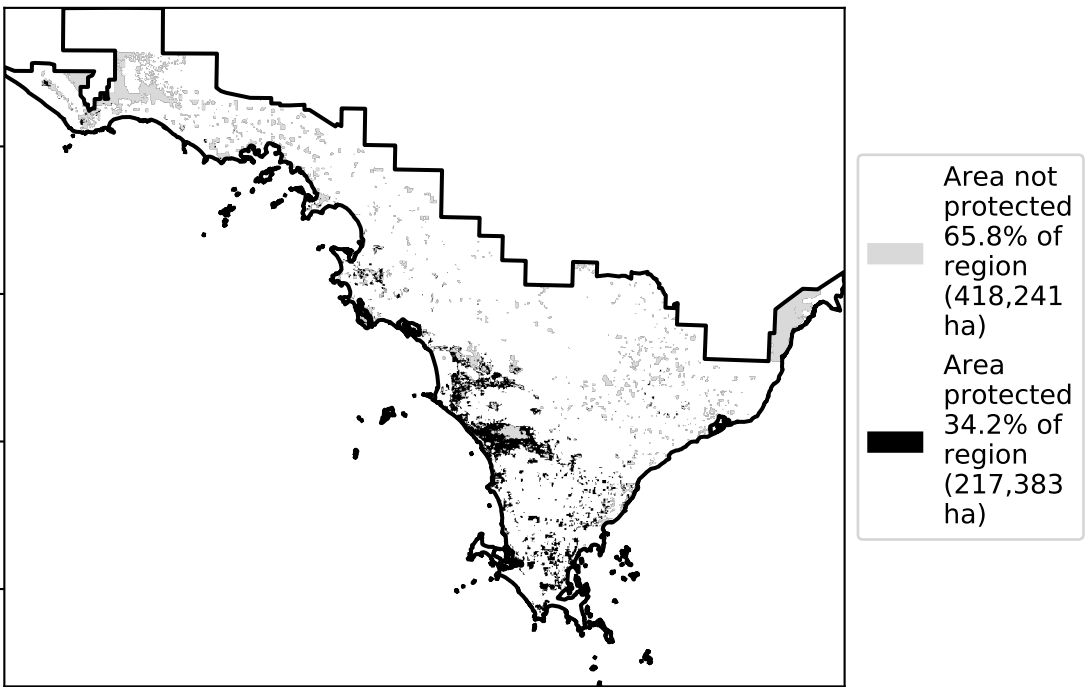 Area not
protected
65.8% of
region
(418,241
ha)
Area
protected
34.2% of
region
(217,383
ha)